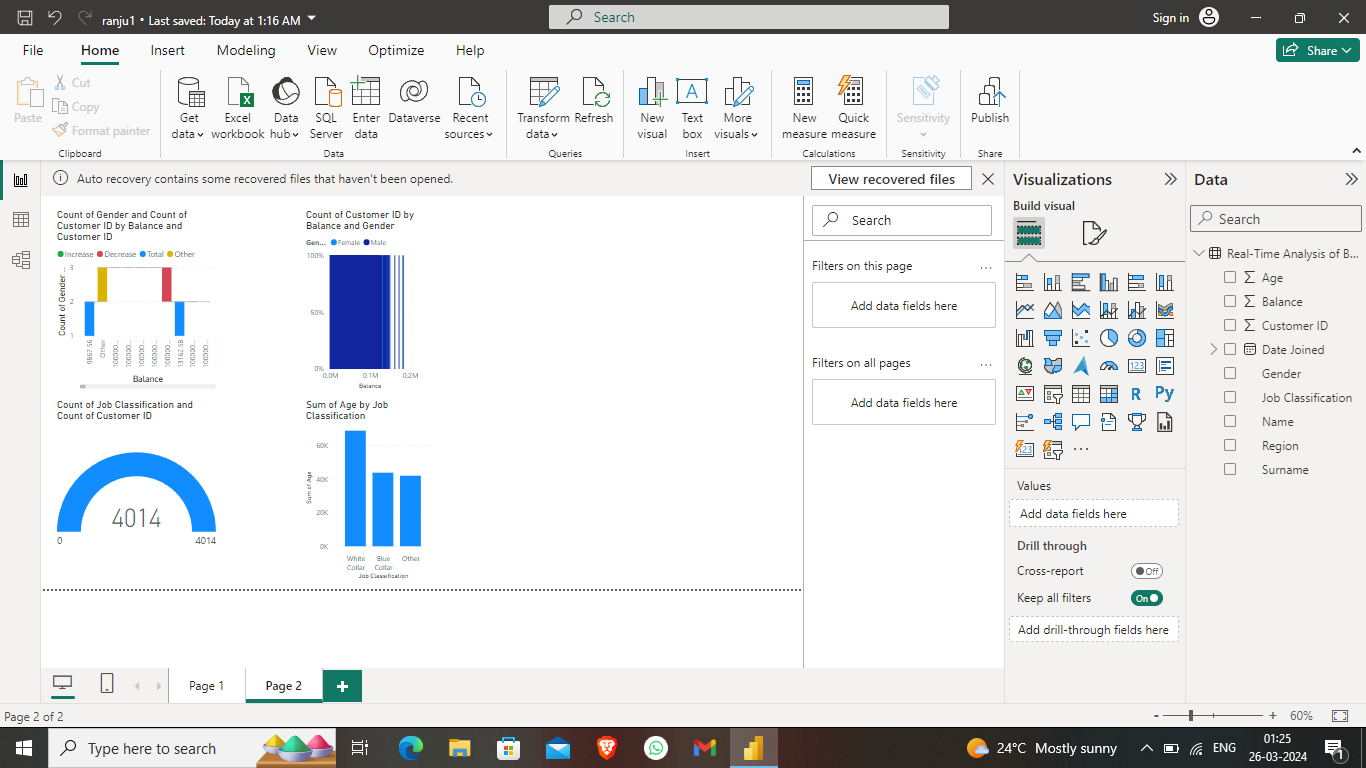 ranju1 • Last saved: Today at 1:16 AM
Search
Sign in
File Home Insert Modeling View Optimize Help
Share
Paste
Cut
Copy
Format painter
Clipboard
Get data
Excel workbook
Data hub
SQL Server
Enter data
Dataverse
Recent sources
Data
Transform data
Refresh
Queries
New visual
Text box
More visuals
Insert
New measure
Quick measure
Calculations
Sensitivity
Sensitivity
Publish
Share
Auto recovery contains some recovered files that haven't been opened.
View recovered files
Count of Gender and Count of
Customer ID by Balance and
Customer ID
Increase Decrease Total Other
Count of Gender ...
3
2
1
9867.56
Other
100000...
100000...
100000...
100000...
100000...
13162.58
100000...
100000...
Balance
Count of Customer ID by
Balance and Gender
Gen... Female Male
100%
50%
0%
0.0M 0.1M 0.2M
Balance
Count of Job Classification and
Count of Customer ID
4014
0 4014
Sum of Age by Job
Classification
Sum of Age
60K
40K
20K
0K
White Collar
Blue Collar
Other
Job Classification
Search
Filters on this page ...
Add data fields here
Filters on all pages ...
Add data fields here
Visualizations
Build visual
R
Py
123
123
...
Values
Add data fields here
Drill through
Cross-report Off
Keep all filters On
Add drill-through fields here
Data
Search
Real-Time Analysis of B...
Age
Balance
Customer ID
Date Joined
Gender
Job Classification
Name
Region
Surname
Page 1
Page 2
Page 2 of 2
- + 60%
Type here to search
24°C Mostly sunny
ENG
01:25
26-03-2024
1